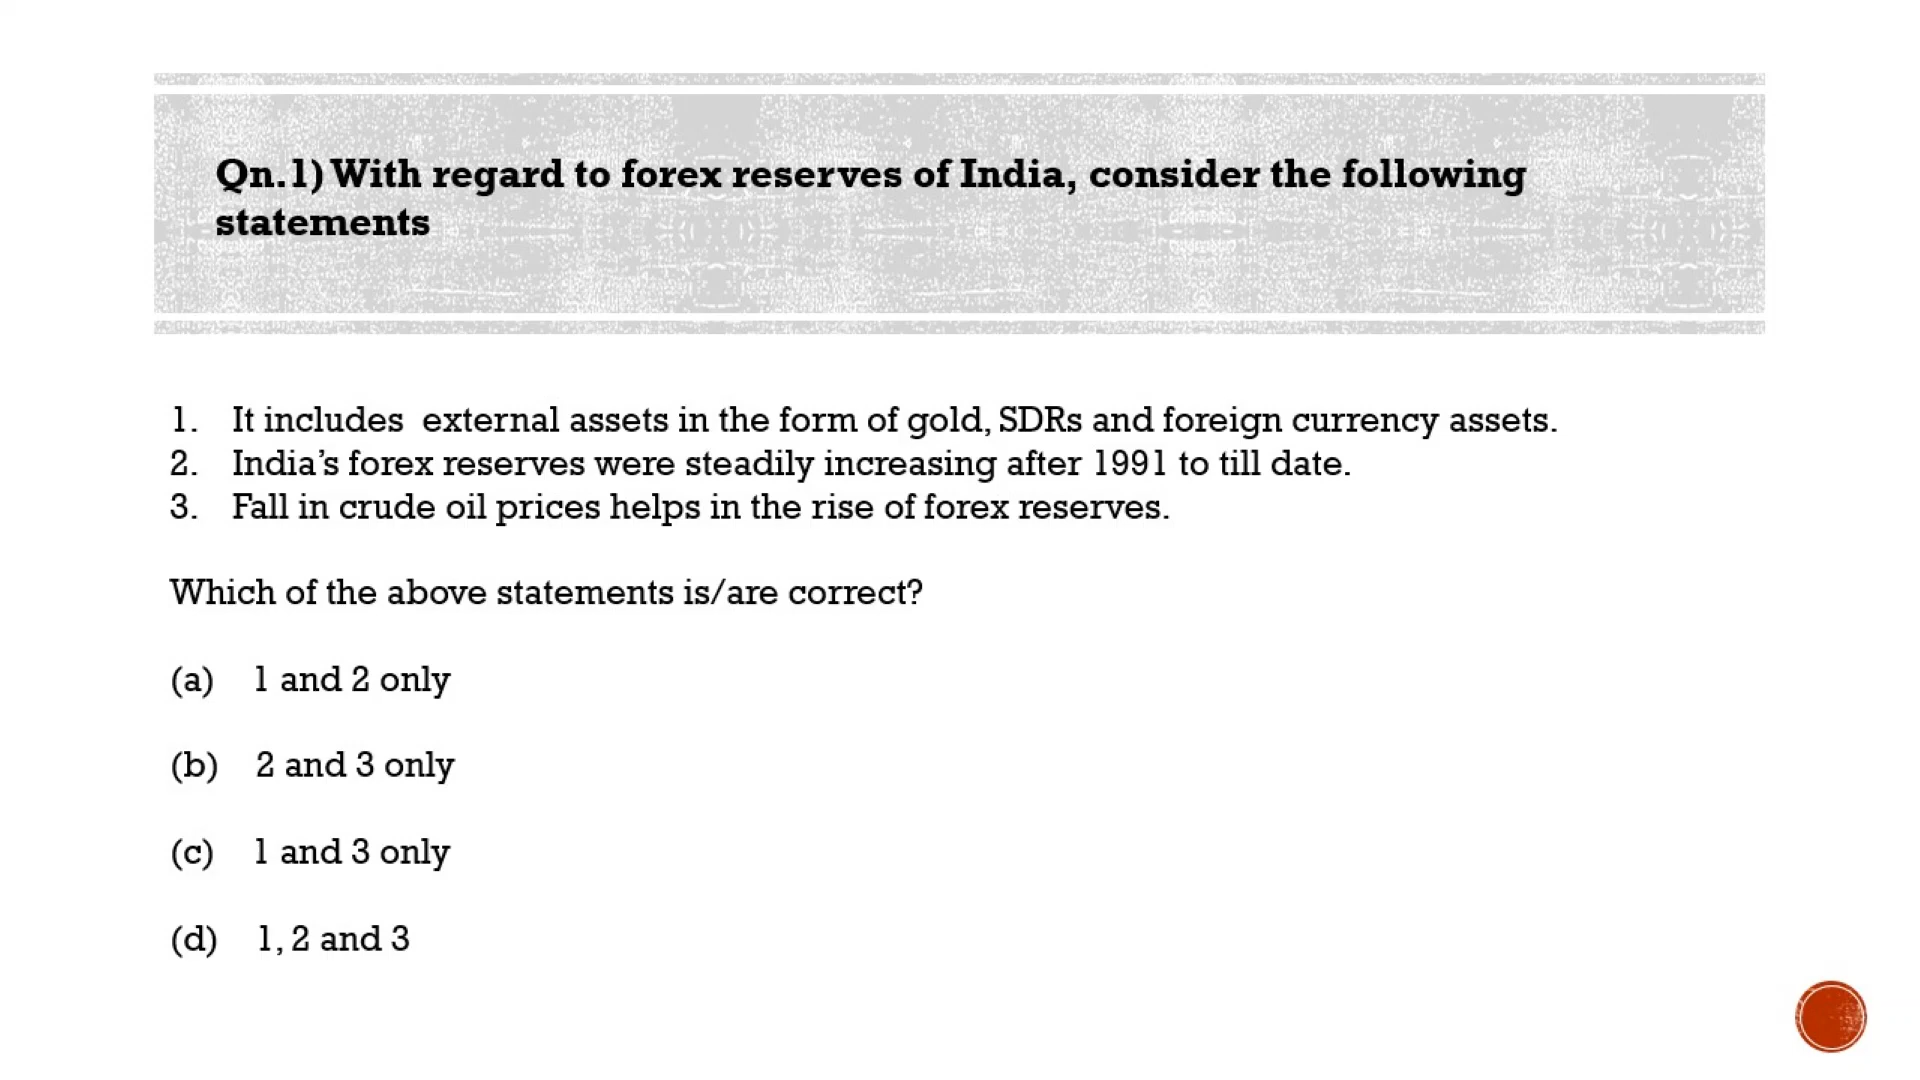 Qn.1) With regard to forex reserves of India, consider the following
statements
1. It includes external assets in the form of gold, SDRs and foreign currency assets.
2. India’s forex reserves were steadily increasing after 1991 to till date.
3. Fall in crude oil prices helps in the rise of forex reserves.
Which of the above statements is/are correct?
(a) 1 and 2 only
(b) 2 and 3 only
(c) 1 and 3 only
(d) 1, 2 and 3